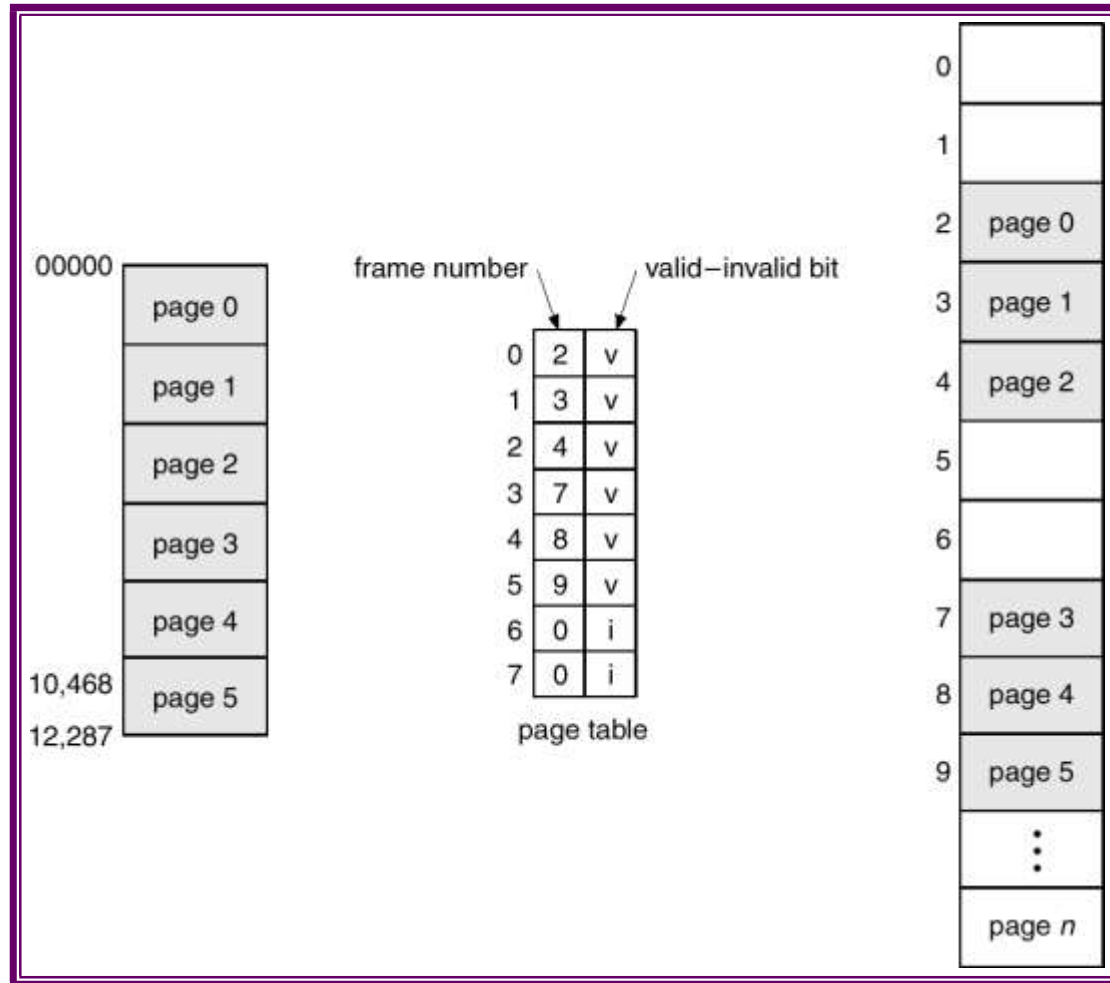 00000
page 0
page 1
page 2
page 3
page 4
10,468
page 5
12,287
frame number
valid–invalid bit
0 2 v
1 3 v
2 4 v
3 7 v
4 8 v
5 9 v
6 0 i
7 0 i
page table
0
1
2 page 0
3 page 1
4 page 2
5
6
7 page 3
8 page 4
9 page 5
⋮
page n